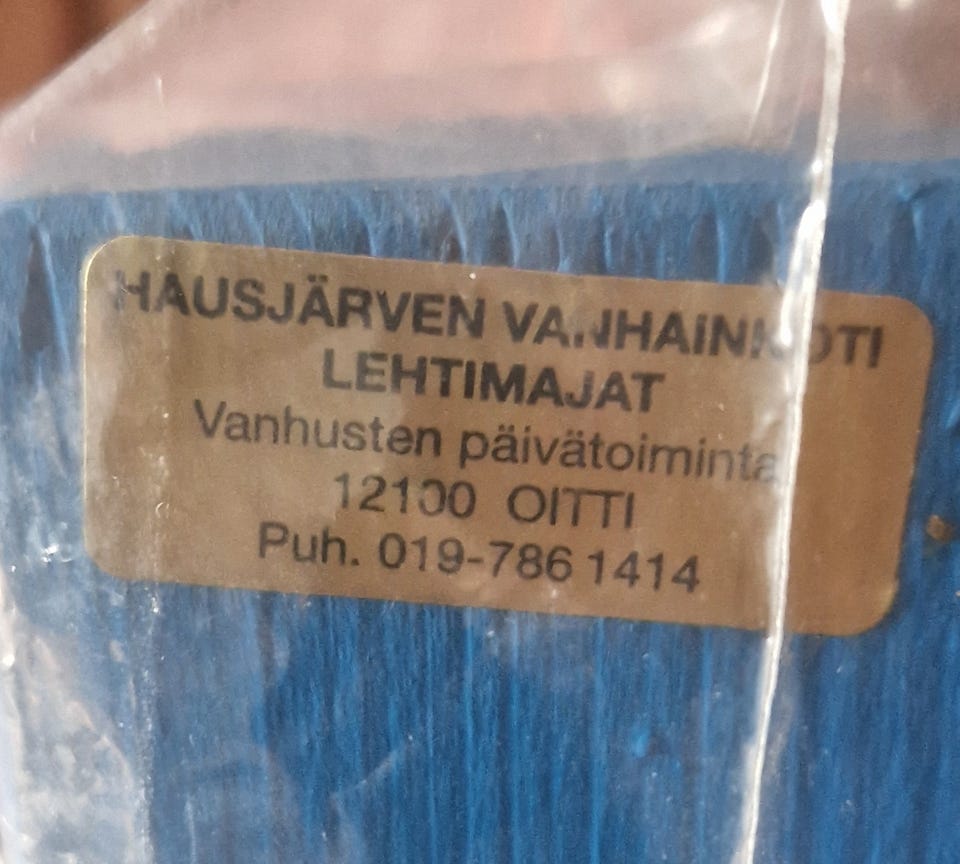 HAUSJÄRVEN VANHAINKOTI
LEHTIMAJAT
Vanhusten päivätoiminta
12100 OITTI
Puh. 019-786 1414